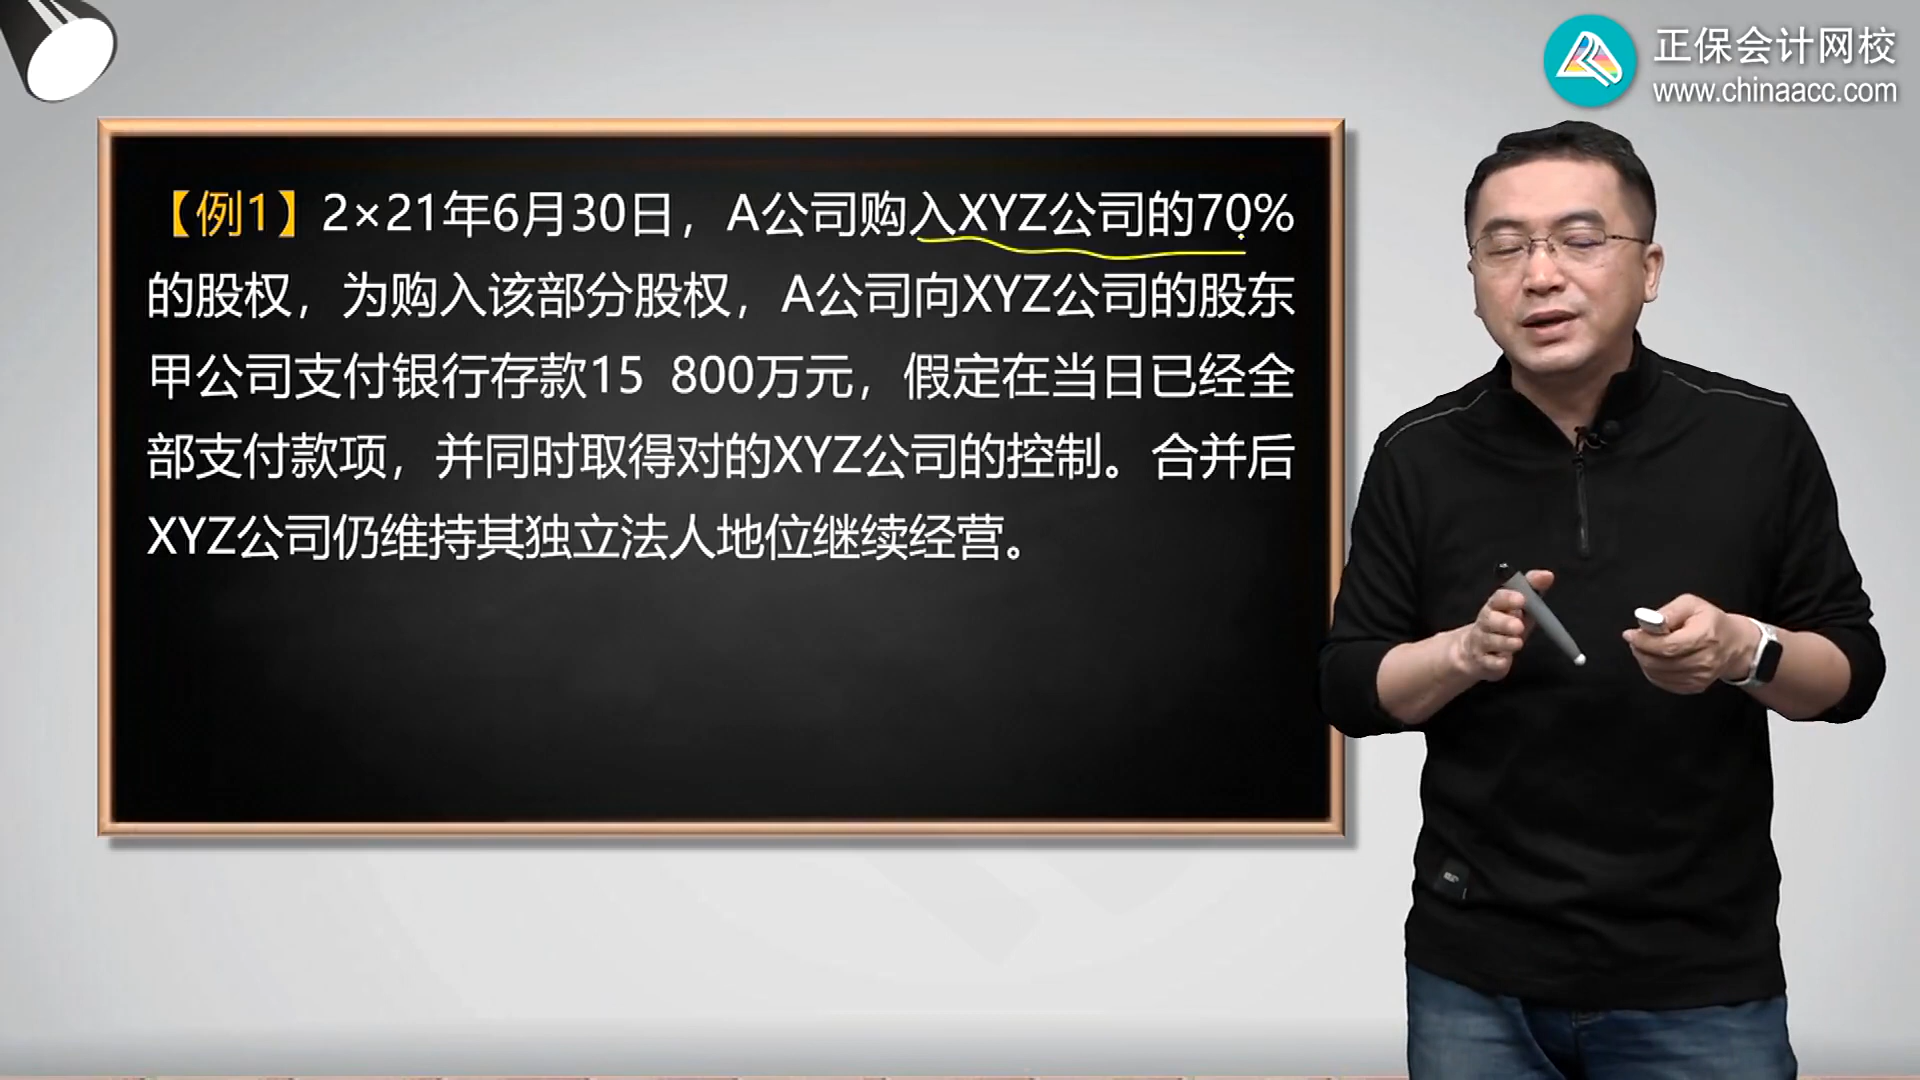 正保会计网校
www.chinaacc.com
【例1】2×21年6月30日，A公司购入XYZ公司的70%
的股权，为购入该部分股权，A公司向XYZ公司的股东
甲公司支付银行存款15 800万元，假定在当日已经全
部支付款项，并同时取得对的XYZ公司的控制。合并后
XYZ公司仍维持其独立法人地位继续经营。